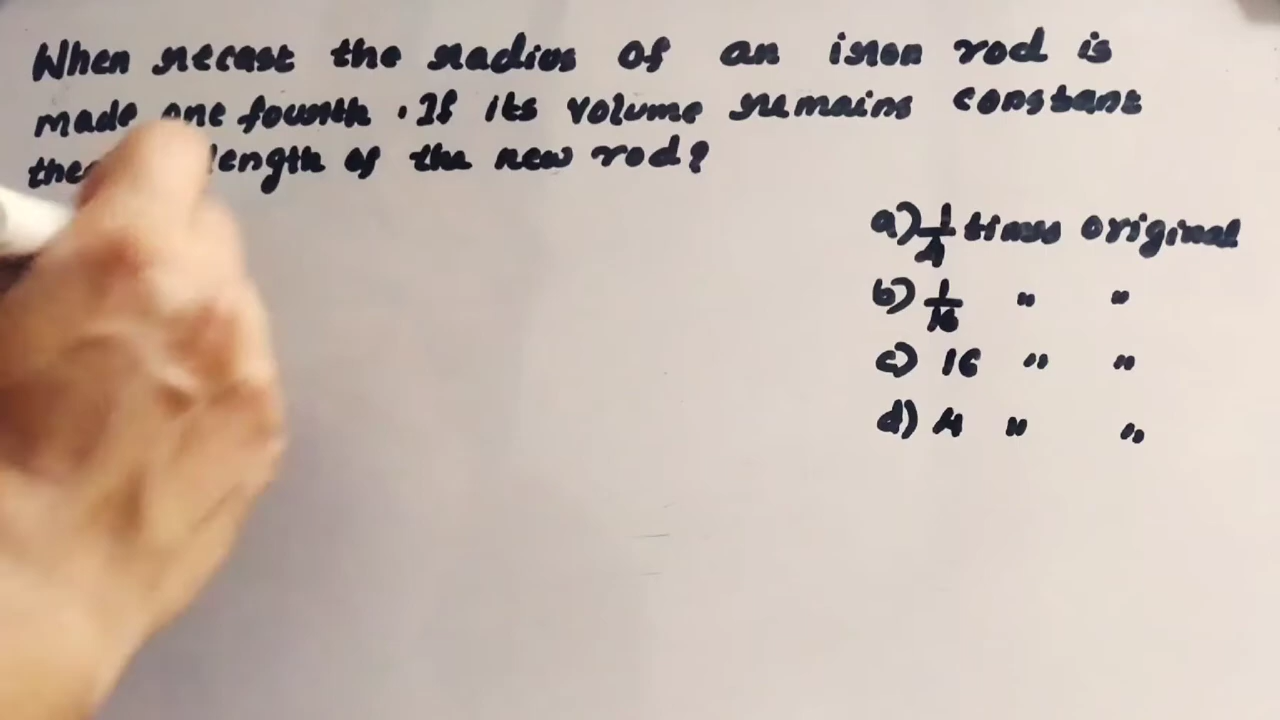 When recast the radius of an iron rod is
made one fourth. If its volume remains constant
length of the new rod?
a) 1/4 times original
b) 1/16 " "
c) 16 " "
d) 4 " "